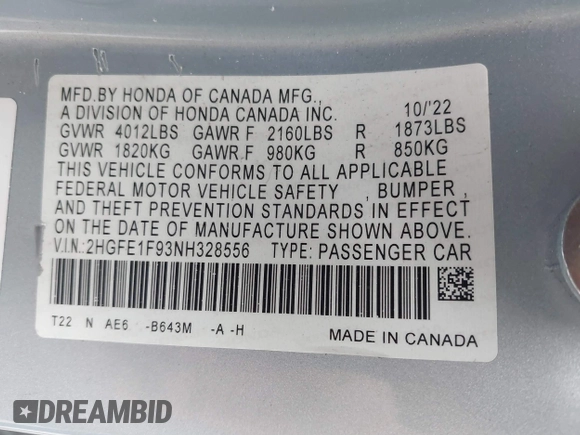 MFD.BY HONDA OF CANADA MFG.,
A DIVISION OF HONDA CANADA INC. 10/'22
GVWR 4012LBS GAWR F 2160LBS R 1873LBS
GVWR 1820KG GAWR F 980KG R 850KG
THIS VEHICLE CONFORMS TO ALL APPLICABLE
FEDERAL MOTOR VEHICLE SAFETY , BUMPER ,
AND THEFT PREVENTION STANDARDS IN EFFECT
ON THE DATE OF MANUFACTURE SHOWN ABOVE.
V.I.N.:2HGFE1F93NH328556 TYPE: PASSENGER CAR
T22 N AE6 -B643M -A -H
MADE IN CANADA
DREAMBID